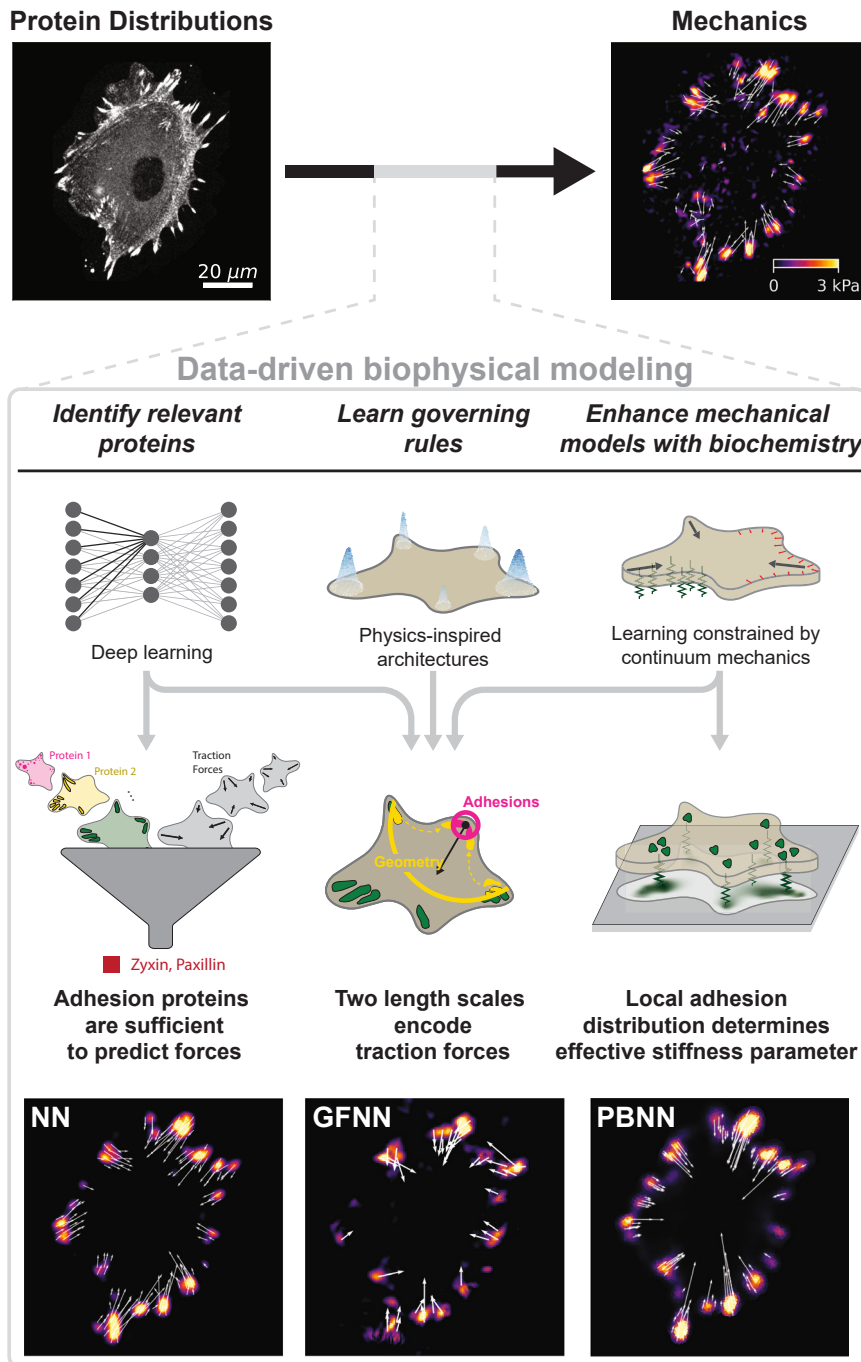 Protein Distributions
Mechanics
20 μm
0
3 kPa
Data-driven biophysical modeling
Identify relevant
proteins
Learn governing
rules
Enhance mechanical
models with biochemistry
Deep learning
Physics-inspired
architectures
Learning constrained by
continuum mechanics
Protein 1
Protein 2
Traction
Forces
Adhesions
Geometry
Zyxin, Paxillin
Adhesion proteins
are sufficient
to predict forces
Two length scales
encode
traction forces
Local adhesion
distribution determines
effective stiffness parameter
NN
GFNN
PBNN